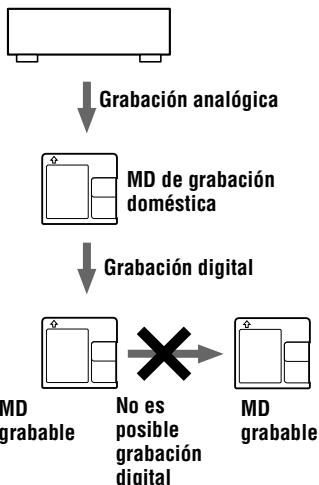 Grabación analógica
MD de grabación
doméstica
Grabación digital
MD
grabable
No es
posible
grabación
digital
MD
grabable